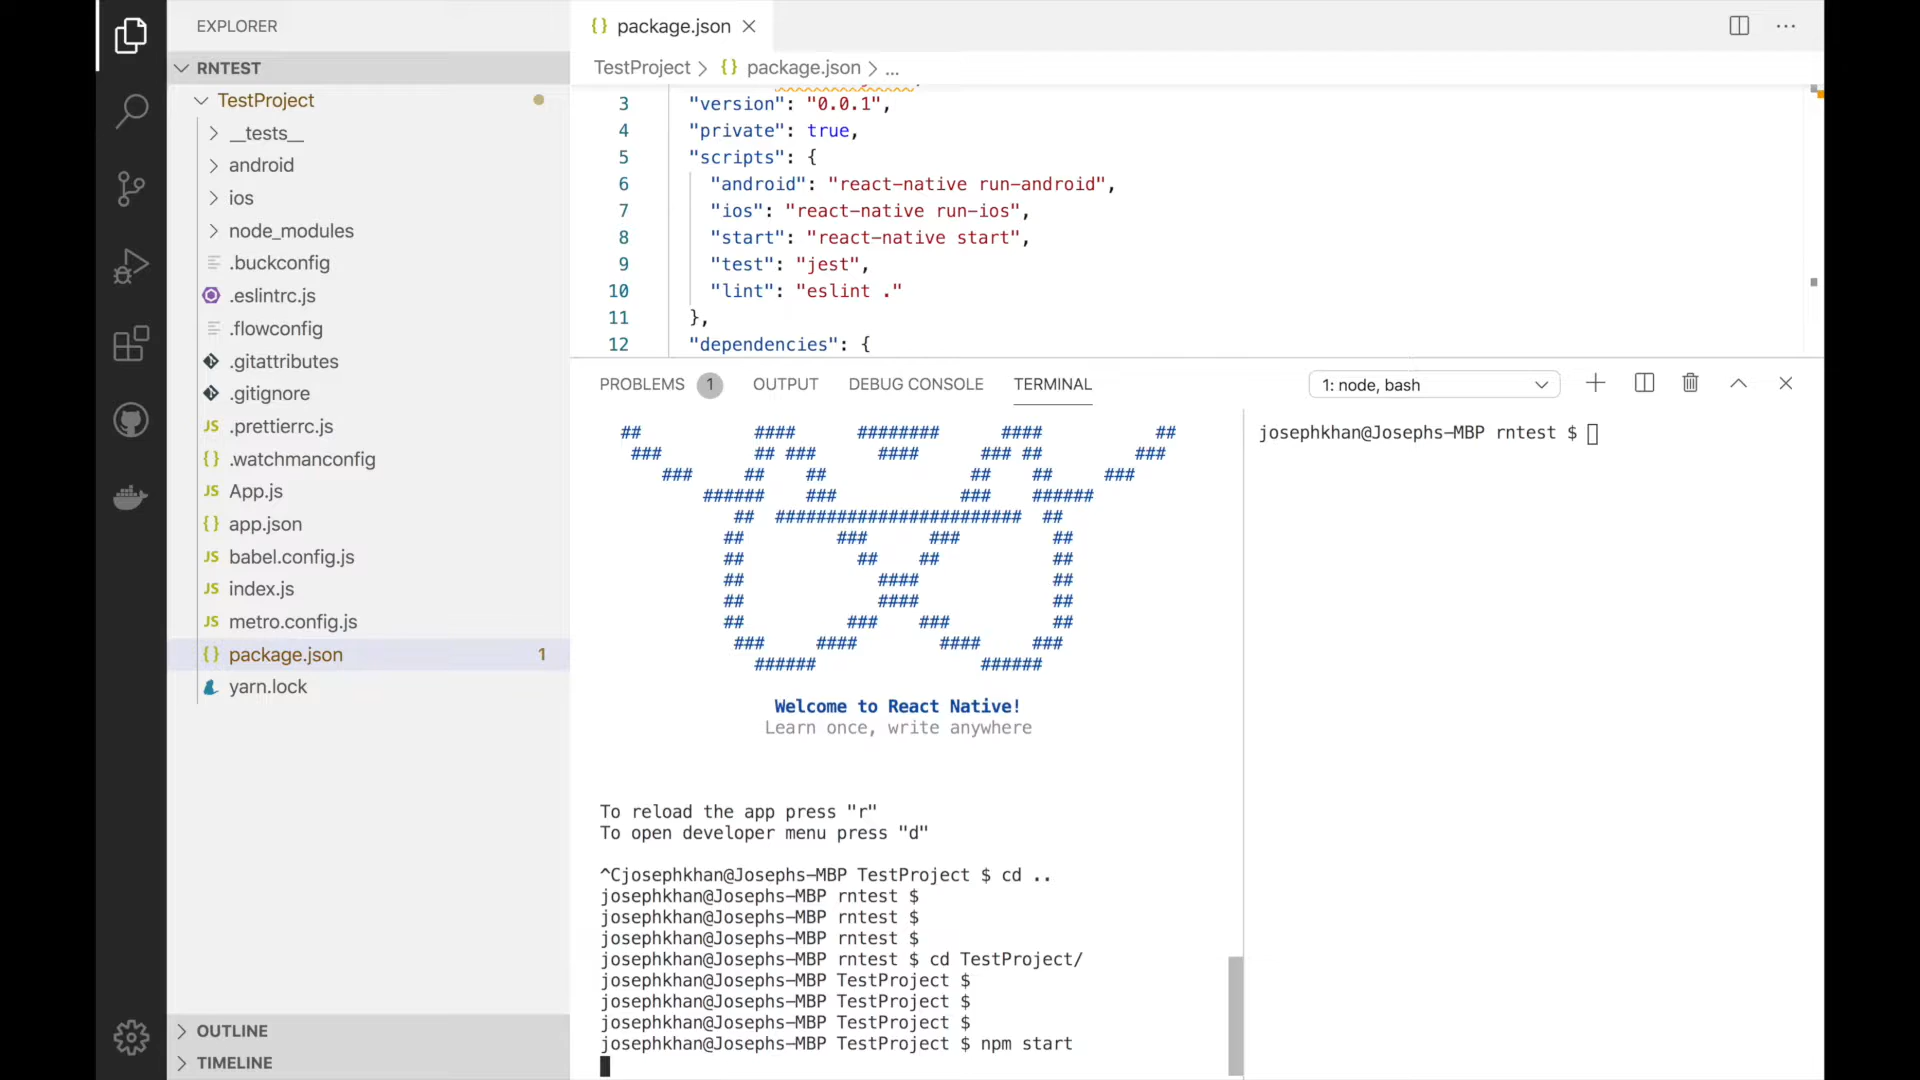 EXPLORER
RNTEST
TestProject
__tests__
android
ios
node_modules
.buckconfig
.eslintrc.js
.flowconfig
.gitattributes
.gitignore
JS .prettierrc.js
{} .watchmanconfig
JS App.js
{} app.json
JS babel.config.js
JS index.js
JS metro.config.js
{} package.json 1
yarn.lock
OUTLINE
TIMELINE
{} package.json
TestProject > {} package.json > ...
3 "version": "0.0.1",
4 "private": true,
5 "scripts": {
6 "android": "react-native run-android",
7 "ios": "react-native run-ios",
8 "start": "react-native start",
9 "test": "jest",
10 "lint": "eslint ."
11 },
12 "dependencies": {
PROBLEMS 1 OUTPUT DEBUG CONSOLE TERMINAL 1: node, bash
## #### ######## #### ##
### ## ### #### ### ## ###
### ## ## ## ## ###
###### ### ### ######
## ######################## ##
## ### ### ##
## ## ## ##
## #### ##
## #### ##
## ### ### ##
### #### #### ###
###### ######
Welcome to React Native!
Learn once, write anywhere
To reload the app press "r"
To open developer menu press "d"
^Cjosephkhan@Josephs-MBP TestProject $ cd ..
josephkhan@Josephs-MBP rntest $
josephkhan@Josephs-MBP rntest $
josephkhan@Josephs-MBP rntest $
josephkhan@Josephs-MBP rntest $ cd TestProject/
josephkhan@Josephs-MBP TestProject $
josephkhan@Josephs-MBP TestProject $
josephkhan@Josephs-MBP TestProject $
josephkhan@Josephs-MBP TestProject $ npm start
josephkhan@Josephs-MBP rntest $